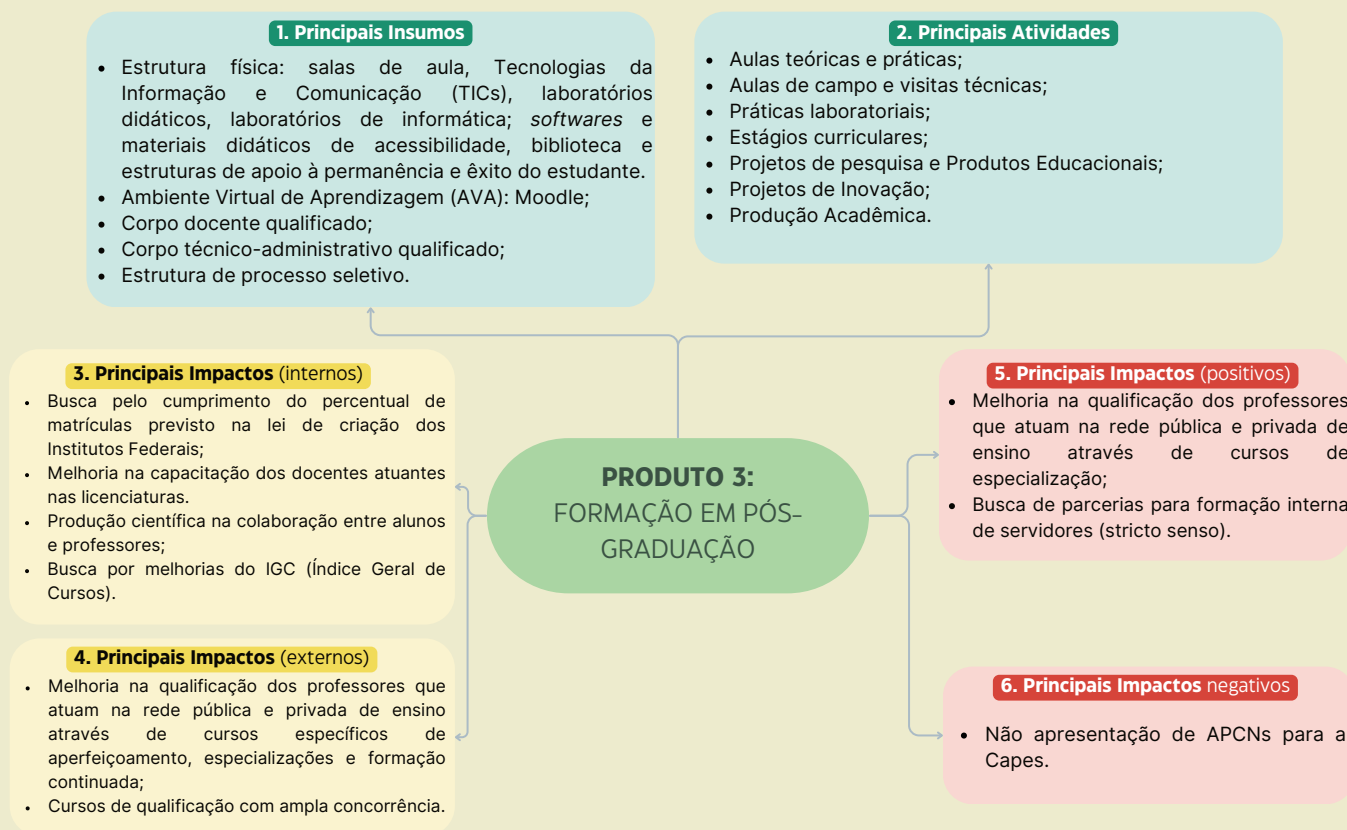 1. Principais Insumos
• Estrutura física: salas de aula, Tecnologias da
Informação e Comunicação (TICs), laboratórios
didáticos, laboratórios de informática; softwares e
materiais didáticos de acessibilidade, biblioteca e
estruturas de apoio à permanência e êxito do estudante.
• Ambiente Virtual de Aprendizagem (AVA): Moodle;
• Corpo docente qualificado;
• Corpo técnico-administrativo qualificado;
• Estrutura de processo seletivo.
2. Principais Atividades
• Aulas teóricas e práticas;
• Aulas de campo e visitas técnicas;
• Práticas laboratoriais;
• Estágios curriculares;
• Projetos de pesquisa e Produtos Educacionais;
• Projetos de Inovação;
• Produção Acadêmica.
3. Principais Impactos (internos)
• Busca pelo cumprimento do percentual de
matrículas previsto na lei de criação dos
Institutos Federais;
• Melhoria na capacitação dos docentes atuantes
nas licenciaturas.
• Produção científica na colaboração entre alunos
e professores;
• Busca por melhorias do IGC (Índice Geral de
Cursos).
4. Principais Impactos (externos)
• Melhoria na qualificação dos professores que
atuam na rede pública e privada de ensino
através de cursos específicos de
aperfeiçoamento, especializações e formação
continuada;
• Cursos de qualificação com ampla concorrência.
PRODUTO 3:
FORMAÇÃO EM PÓS-
GRADUAÇÃO
5. Principais Impactos (positivos)
• Melhoria na qualificação dos professores
que atuam na rede pública e privada de
ensino através de cursos de
especialização;
• Busca de parcerias para formação interna
de servidores (stricto senso).
6. Principais Impactos negativos
• Não apresentação de APCNs para a
Capes.